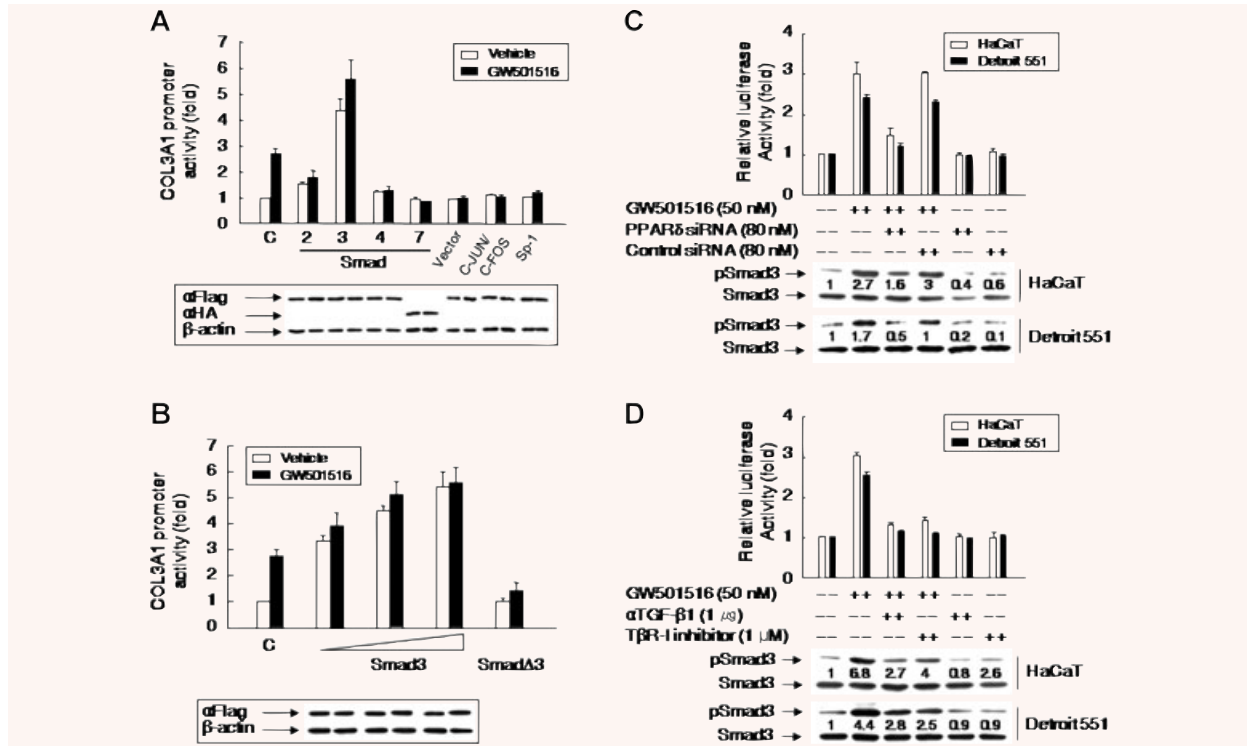 A
7
6
5
4
3
2
1
0
COL3A1 promoter
activity (fold)
Vehicle
GW501516
C 2 3 4 7
Smad
Vector
C-JUN/
C-FOS
Sp-1
αFlag
αHA
β-actin
B
7
6
5
4
3
2
1
0
COL3A1 promoter
activity (fold)
Vehicle
GW501516
C
Smad3
SmadΔ3
αFlag
β-actin
C
4
3
2
1
0
Relative luciferase
Activity (fold)
HaCaT
Detroit 551
GW501516 (50 nM) -- ++ ++ ++ -- --
PPARδ siRNA (80 nM) -- -- ++ -- ++ --
Control siRNA (80 nM) -- -- -- ++ -- ++
pSmad3
1 2.7 1.6 3 0.4 0.6
HaCaT
Smad3
pSmad3
1 1.7 0.5 1 0.2 0.1
Detroit 551
Smad3
D
4
3
2
1
0
Relative luciferase
Activity (fold)
HaCaT
Detroit 551
GW501516 (50 nM) -- ++ ++ ++ -- --
αTGF-β1 (1 μg) -- -- ++ -- ++ --
TβR-I inhibitor (1 μM) -- -- -- ++ -- ++
pSmad3
1 6.8 2.7 4 0.8 2.6
HaCaT
Smad3
pSmad3
1 4.4 2.8 2.5 0.9 0.9
Detroit 551
Smad3